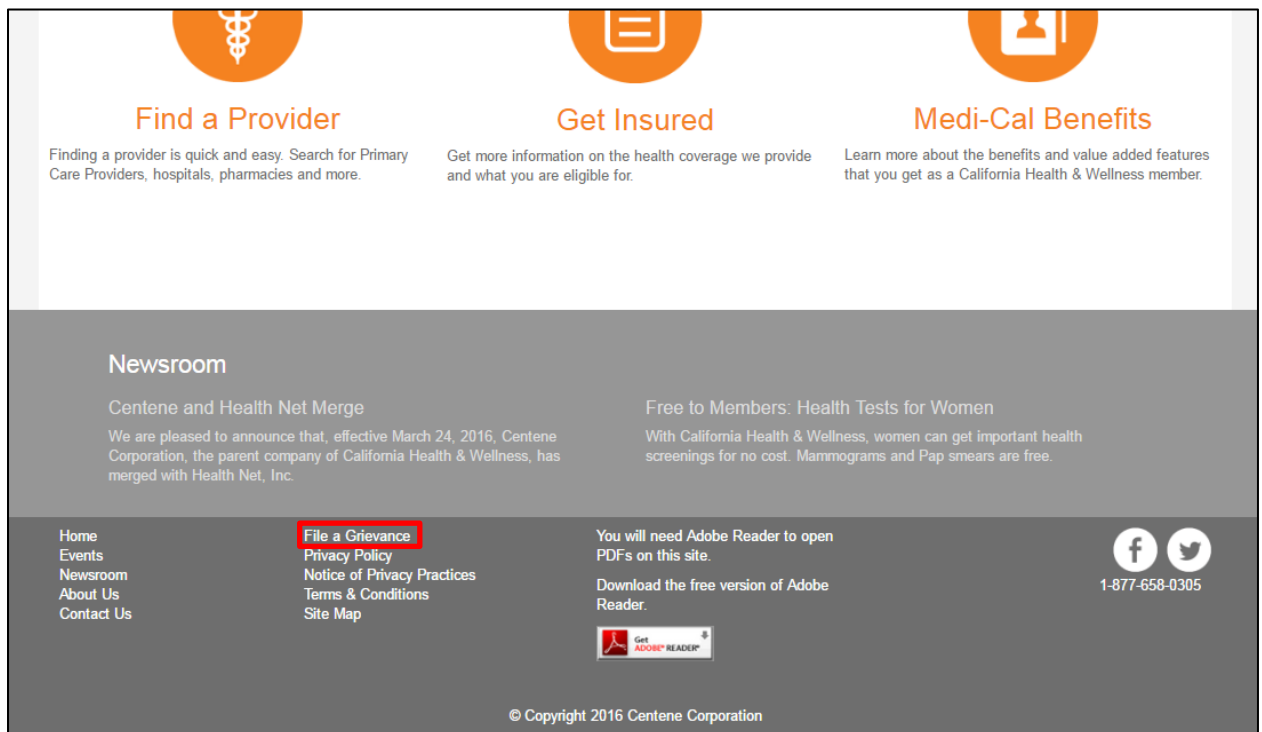 Find a Provider
Finding a provider is quick and easy. Search for Primary
Care Providers, hospitals, pharmacies and more.
Get Insured
Get more information on the health coverage we provide
and what you are eligible for.
Medi-Cal Benefits
Learn more about the benefits and value added features
that you get as a California Health & Wellness member.
Newsroom
Centene and Health Net Merge
We are pleased to announce that, effective March 24, 2016, Centene
Corporation, the parent company of California Health & Wellness, has
merged with Health Net, Inc.
Free to Members: Health Tests for Women
With California Health & Wellness, women can get important health
screenings for no cost. Mammograms and Pap smears are free.
Home
Events
Newsroom
About Us
Contact Us
File a Grievance
Privacy Policy
Notice of Privacy Practices
Terms & Conditions
Site Map
You will need Adobe Reader to open
PDFs on this site.
Download the free version of Adobe
Reader.
Get
ADOBE® READER®
1-877-658-0305
© Copyright 2016 Centene Corporation